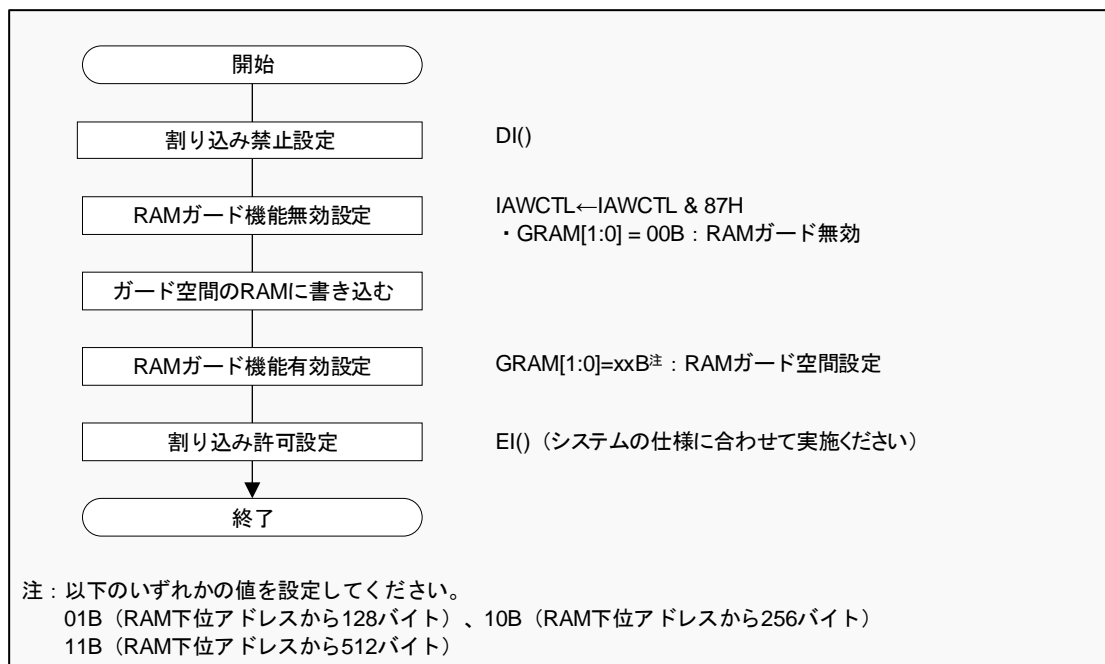 開始
割り込み禁止設定 DI()
RAMガード機能無効設定 IAWCTL←IAWCTL & 87H
・GRAM[1:0] = 00B：RAMガード無効
ガード空間のRAMに書き込む
RAMガード機能有効設定 GRAM[1:0]=xxB注：RAMガード空間設定
割り込み許可設定 EI()（システムの仕様に合わせて実施ください）
終了
注：以下のいずれかの値を設定してください。
01B（RAM下位アドレスから128バイト）、10B（RAM下位アドレスから256バイト）
11B（RAM下位アドレスから512バイト）